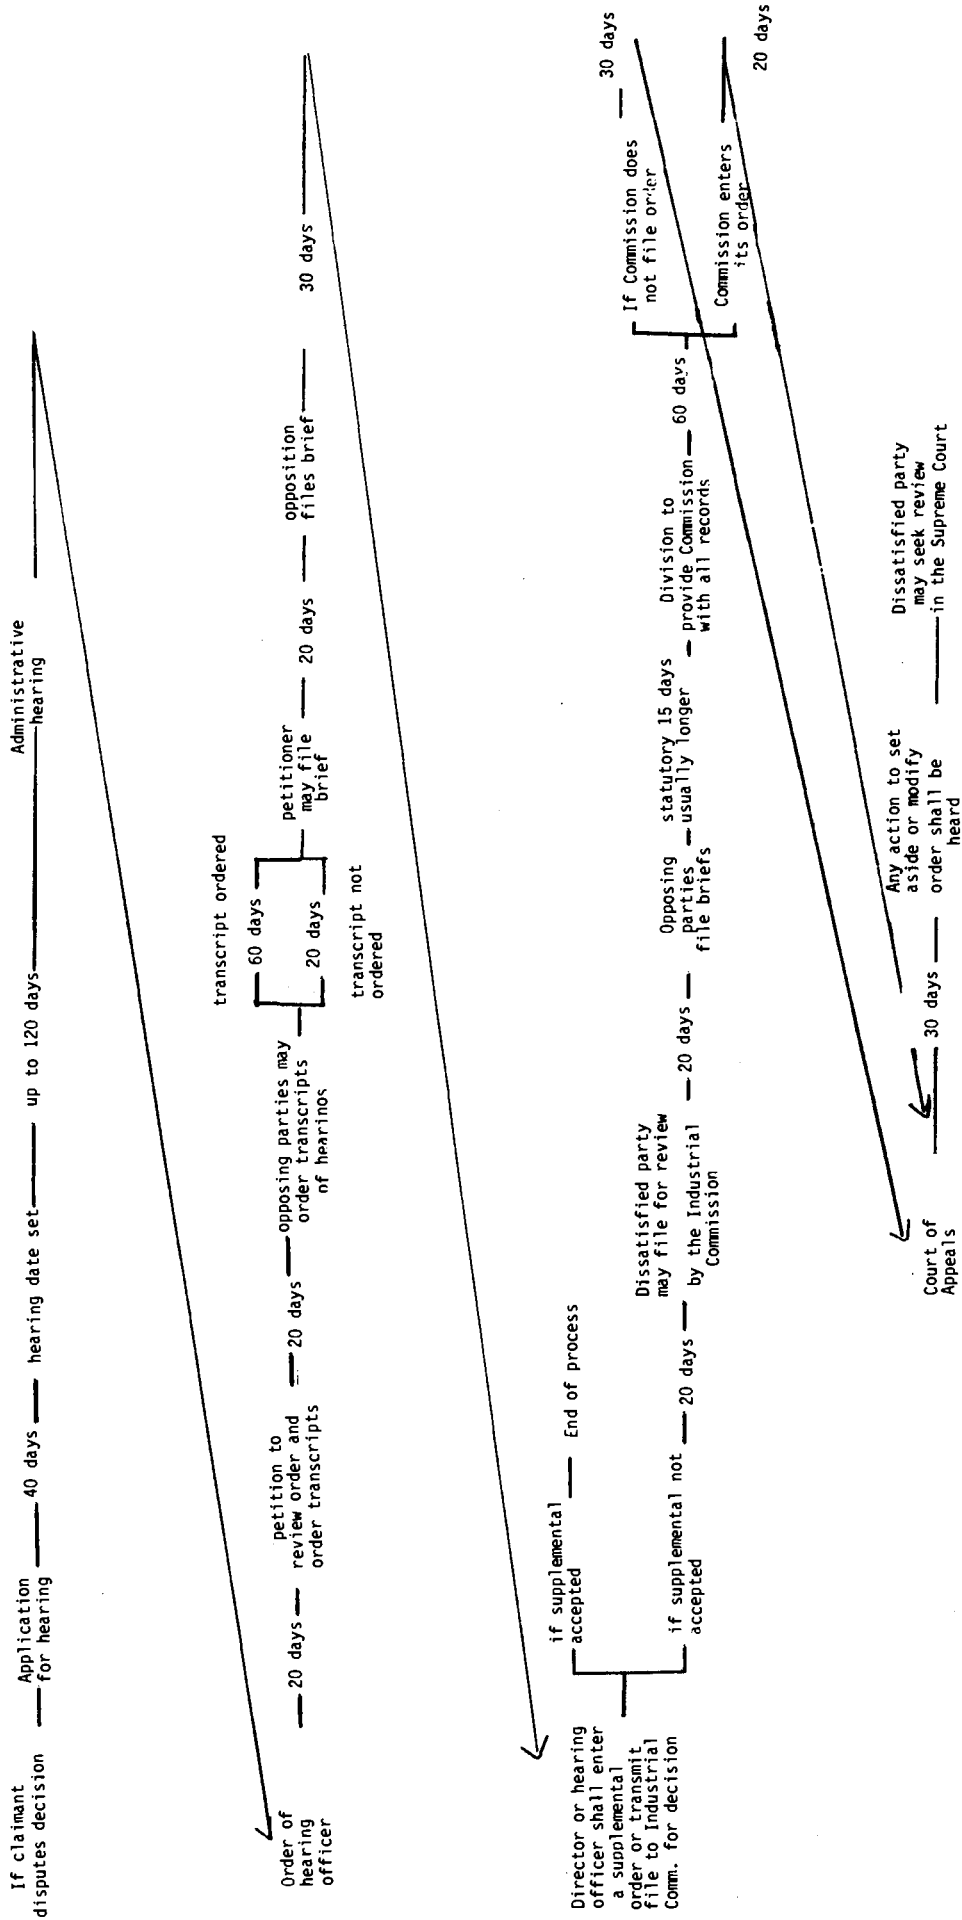 If claimant
disputes decision
Application
for hearing
40 days
hearing date set
up to 120 days
Administrative
hearing
Order of
hearing
officer
20 days
petition to
review order and
order transcripts
20 days
opposing parties may
order transcripts
of hearinos
transcript ordered
60 days
20 days
transcript not
ordered
petitioner
may file
brief
20 days
opposition
files brief
30 days
Director or hearing
officer shall enter
a supplemental
order or transmit
file to Industrial
Comm. for decision
if supplemental
accepted
End of process
if supplemental not
accepted
20 days
Dissatisfied party
may file for review
by the Industrial
Commission
20 days
Opposing
parties
file briefs
statutory 15 days
usually longer
Division to
provide Commission
with all records
60 days
If Commission does
not file order
30 days
Commission enters
its order
20 days
Court of
Appeals
30 days
Any action to set
aside or modify
order shall be
heard
Dissatisfied party
may seek review
in the Supreme Court